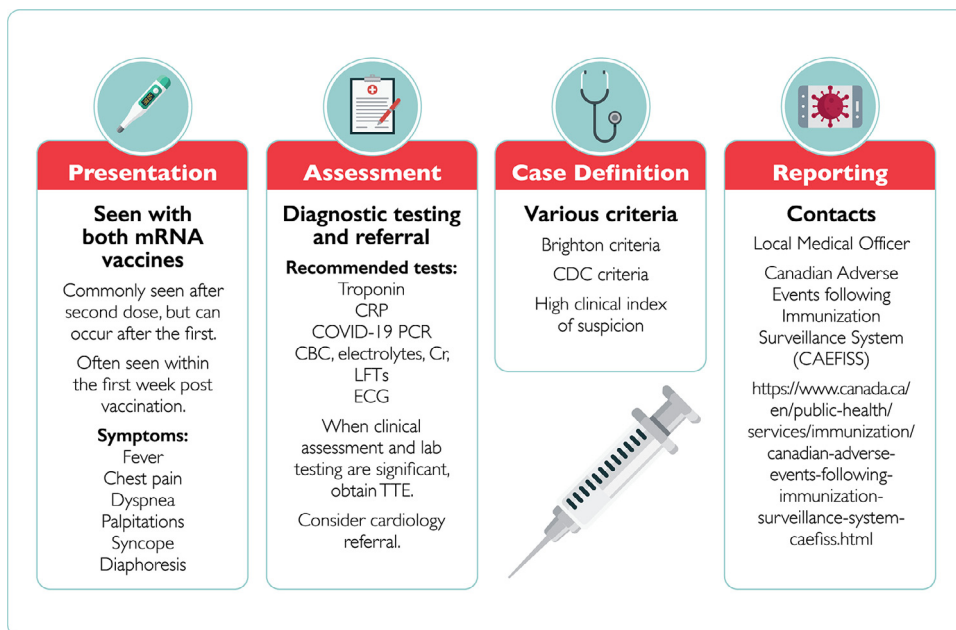 Presentation
Seen with
both mRNA
vaccines
Commonly seen after
second dose, but can
occur after the first.
Often seen within
the first week post
vaccination.
Symptoms:
Fever
Chest pain
Dyspnea
Palpitations
Syncope
Diaphoresis
Assessment
Diagnostic testing
and referral
Recommended tests:
Troponin
CRP
COVID-19 PCR
CBC, electrolytes, Cr,
LFTs
ECG
When clinical
assessment and lab
testing are significant,
obtain TTE.
Consider cardiology
referral.
Case Definition
Various criteria
Brighton criteria
CDC criteria
High clinical index
of suspicion
Reporting
Contacts
Local Medical Officer
Canadian Adverse
Events following
Immunization
Surveillance System
(CAEFISS)
https://www.canada.ca/
en/public-health/
services/immunization/
canadian-adverse-
events-following-
immunization-
surveillance-system-
caefiss.html